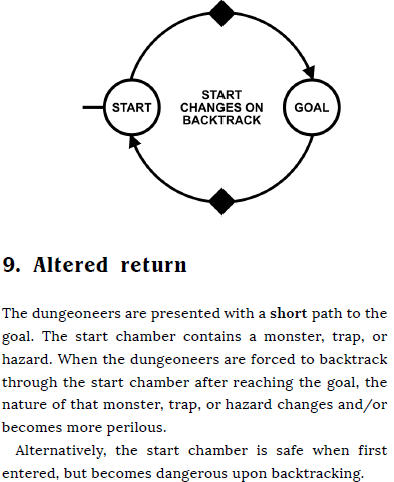 START
CHANGES ON
BACKTRACK
START
GOAL
9. Altered return
The dungeoneers are presented with a short path to the
goal. The start chamber contains a monster, trap, or
hazard. When the dungeoneers are forced to backtrack
through the start chamber after reaching the goal, the
nature of that monster, trap, or hazard changes and/or
becomes more perilous.
Alternatively, the start chamber is safe when first
entered, but becomes dangerous upon backtracking.